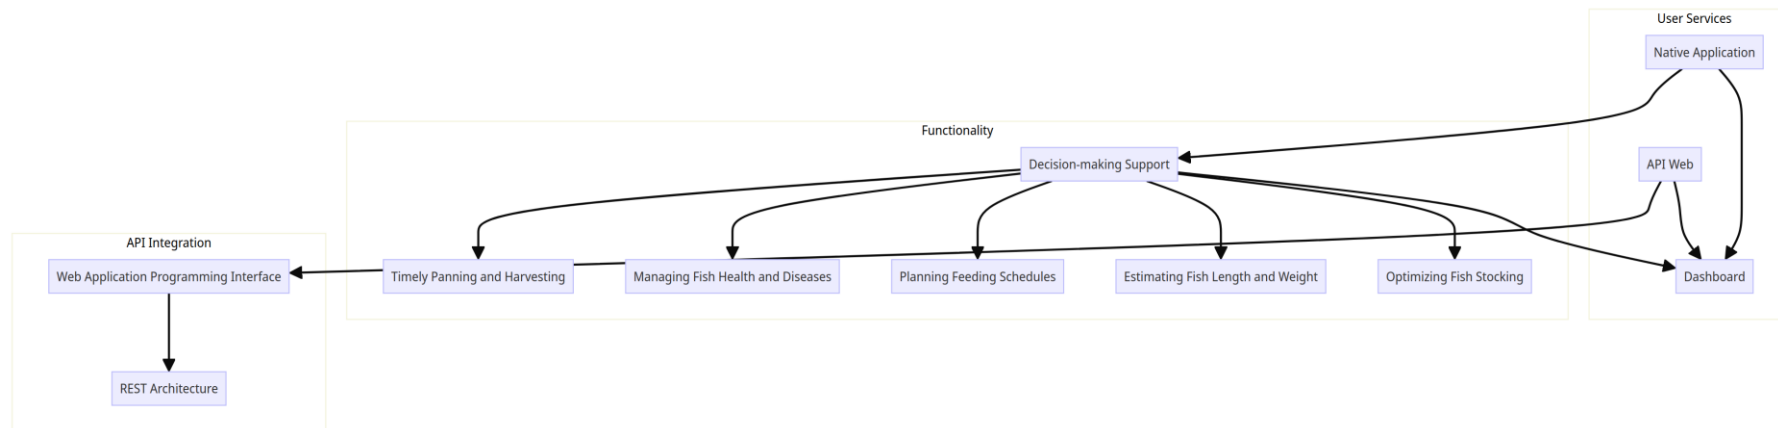 User Services
Native Application
Functionality
Decision-making Support
API Web
API Integration
Web Application Programming Interface
Timely Panning and Harvesting
Managing Fish Health and Diseases
Planning Feeding Schedules
Estimating Fish Length and Weight
Optimizing Fish Stocking
Dashboard
REST Architecture